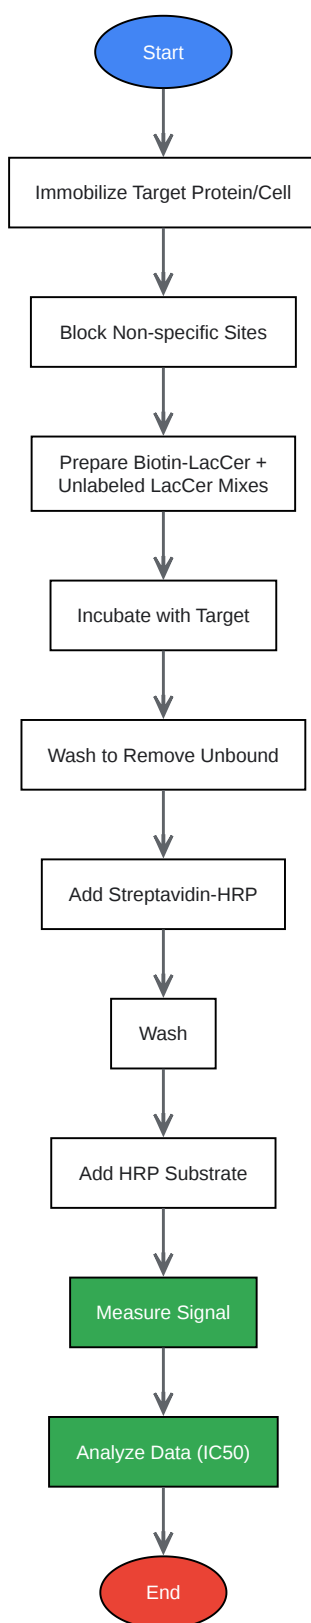 Start
Immobilize Target Protein/Cell
Block Non-specific Sites
Prepare Biotin-LacCer +
Unlabeled LacCer Mixes
Incubate with Target
Wash to Remove Unbound
Add Streptavidin-HRP
Wash
Add HRP Substrate
Measure Signal
Analyze Data (IC50)
End